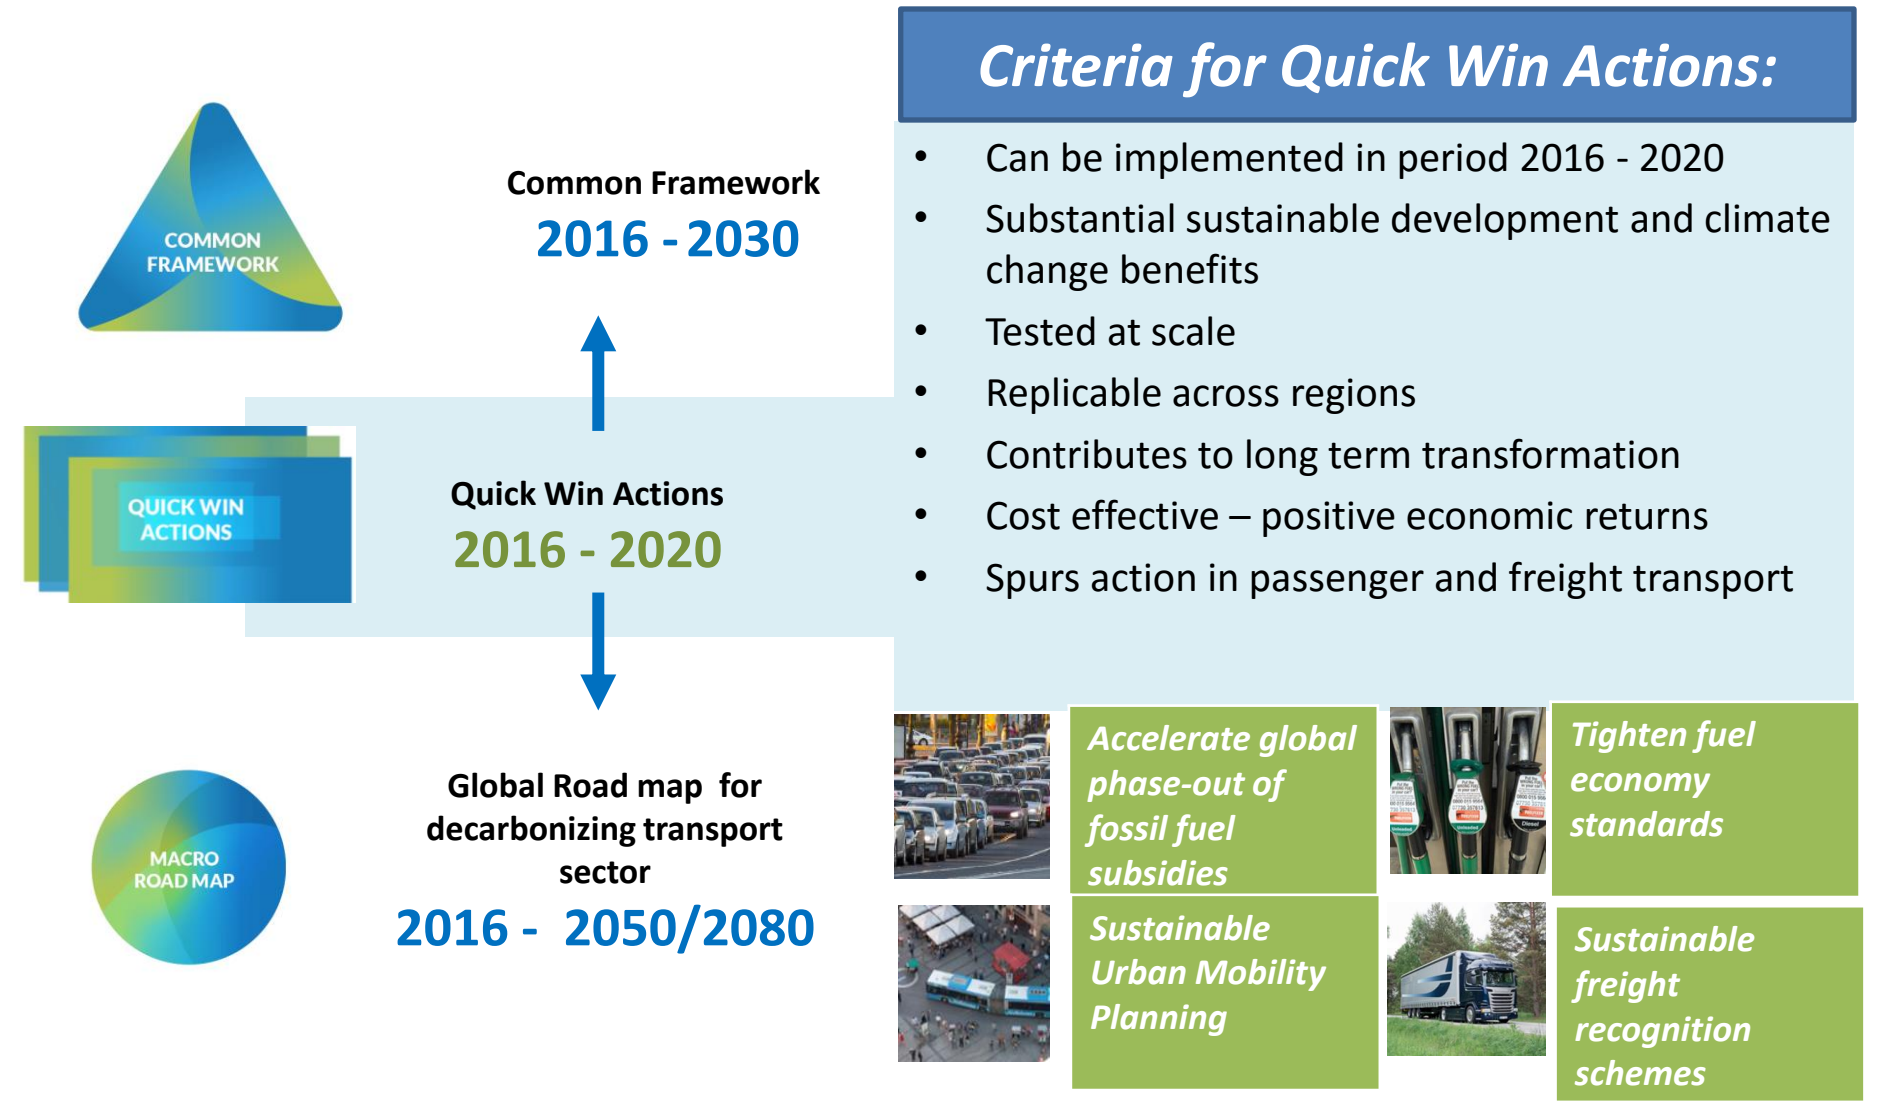 Criteria for Quick Win Actions:
COMMON
FRAMEWORK
Common Framework
2016 - 2030
• Can be implemented in period 2016 - 2020
• Substantial sustainable development and climate
change benefits
• Tested at scale
• Replicable across regions
• Contributes to long term transformation
• Cost effective – positive economic returns
• Spurs action in passenger and freight transport
QUICK WIN
ACTIONS
Quick Win Actions
2016 - 2020
MACRO
ROAD MAP
Global Road map for
decarbonizing transport
sector
2016 - 2050/2080
Accelerate global
phase-out of
fossil fuel
subsidies
Tighten fuel
economy
standards
Unleaded
Diesel
Sustainable
Urban Mobility
Planning
Sustainable
freight
recognition
schemes